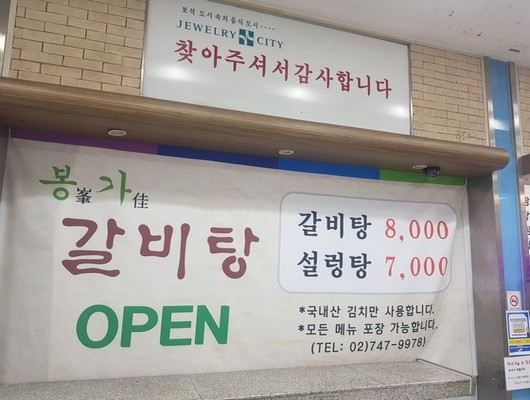 보석 도시 속의 음식 도시 ····
JEWELRY CITY
찾아주셔서감사합니다
봉峯가佳
갈비탕
OPEN
갈비탕 8,000
설렁탕 7,000
*국내산 김치만 사용합니다.
*모든 메뉴 포장 가능합니다.
(TEL: 02)747-9978)